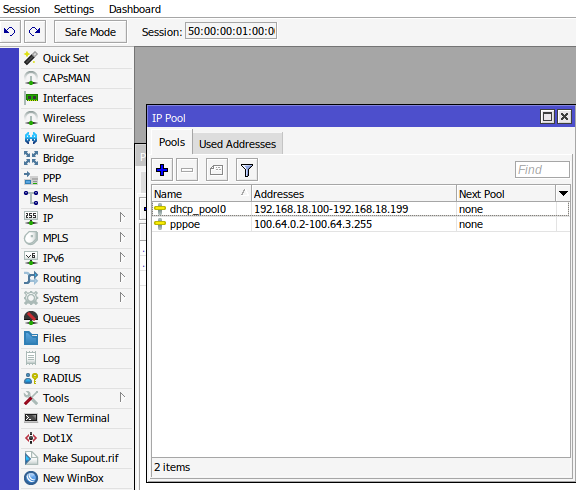 Session Settings Dashboard
Safe Mode Session: 50:00:00:01:00:0
Quick Set
CAPsMAN
Interfaces
Wireless
WireGuard
Bridge
PPP
Mesh
IP
MPLS
IPv6
Routing
System
Queues
Files
Log
RADIUS
Tools
New Terminal
Dot1X
Make Supout.rif
New WinBox
IP Pool
Pools Used Addresses
Find
Name Addresses Next Pool
dhcp_pool0 192.168.18.100-192.168.18.199 none
pppoe 100.64.0.2-100.64.3.255 none
2 items